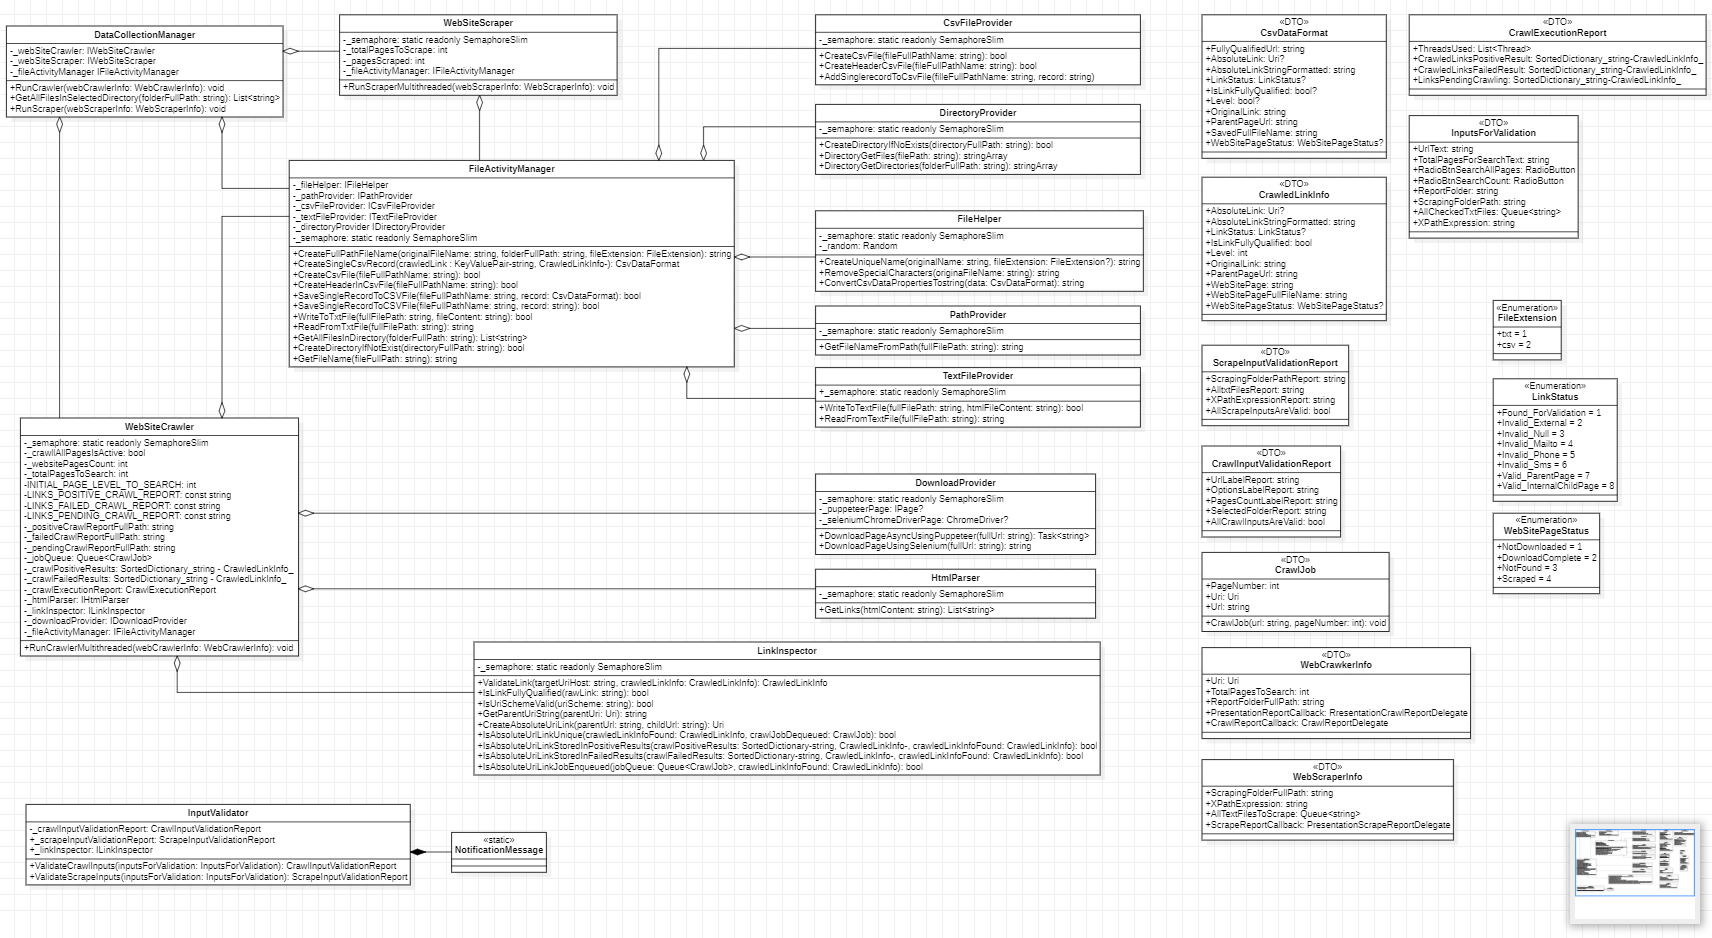 DataCollectionManager
-_webSiteCrawler: IWebSiteCrawler
-_webSiteScraper: IWebSiteScraper
-_fileActivityManager IFileActivityManager
+RunCrawler(webCrawlerInfo: WebCrawlerInfo): void
+GetAllFilesInSelectedDirectory(folderFullPath: string): List<string>
+RunScraper(webScraperInfo: WebScraperInfo): void
WebSiteScraper
-_semaphore: static readonly SemaphoreSlim
-_totalPagesToScrape: int
-_pagesScraped: int
-_fileActivityManager: IFileActivityManager
+RunScraperMultithreaded(webScraperInfo: WebScraperInfo): void
FileActivityManager
-_fileHelper: IFileHelper
-_pathProvider: IPathProvider
-_csvFileProvider: ICsvFileProvider
-_textFileProvider: ITextFileProvider
-_directoryProvider IDirectoryProvider
-_semaphore: static readonly SemaphoreSlim
+CreateFullPathFileName(originalFileName: string, folderFullPath: string, fileExtension: FileExtension): string
+CreateSingleCsvRecord(crawledLink : KeyValuePair-string, CrawledLinkInfo-): CsvDataFormat
+CreateCsvFile(fileFullPathName: string): bool
+CreateHeaderInCsvFile(fileFullPathName: string): bool
+SaveSingleRecordToCSVFile(fileFullPathName: string, record: CsvDataFormat): bool
+SaveSingleRecordToCSVFile(fileFullPathName: string, record: string): bool
+WriteToTxtFile(fullFilePath: string, fileContent: string): bool
+ReadFromTxtFile(fullFilePath: string): string
+GetAllFilesInDirectory(folderFullPath: string): List<string>
+CreateDirectoryIfNotExist(directoryFullPath: string): bool
+GetFileName(fileFullPath: string): string
WebSiteCrawler
-_semaphore: static readonly SemaphoreSlim
-_crawllAllPagesIsActive: bool
-_websitePagesCount: int
-_totalPagesToSearch: int
-INITIAL_PAGE_LEVEL_TO_SEARCH: int
-LINKS_POSITIVE_CRAWL_REPORT: const string
-LINKS_FAILED_CRAWL_REPORT: const string
-LINKS_PENDING_CRAWL_REPORT: const string
-_positiveCrawlReportFullPath: string
-_failedCrawlReportFullPath: string
-_pendingCrawlReportFullPath: string
-_jobQueue: Queue<CrawlJob>
-_crawlPositiveResults: SortedDictionary_string - CrawledLinkInfo_
-_crawlFailedResults: SortedDictionary_string - CrawledLinkInfo_
-_crawlExecutionReport: CrawlExecutionReport
-_htmlParser: IHtmlParser
-_linkInspector: ILinkInspector
-_downloadProvider: IDownloadProvider
-_fileActivityManager: IFileActivityManager
+RunCrawlerMultithreaded(webCrawlerInfo: WebCrawlerInfo): void
InputValidator
-_crawlInputValidationReport: CrawlInputValidationReport
+_scrapeInputValidationReport: ScrapeInputValidationReport
+_linkInspector: ILinkInspector
+ValidateCrawlInputs(inputsForValidation: InputsForValidation): CrawlInputValidationReport
+ValidateScrapeInputs(inputsForValidation: InputsForValidation): ScrapeInputValidationReport
«static»
NotificationMessage
CsvFileProvider
-_semaphore: static readonly SemaphoreSlim
+CreateCsvFile(fileFullPathName: string): bool
+CreateHeaderCsvFile(fileFullPathName: string): bool
+AddSinglerecordToCsvFile(filleFullPathName: string, record: string)
DirectoryProvider
-_semaphore: static readonly SemaphoreSlim
+CreateDirectoryIfNoExists(directoryFullPath: string): bool
+DirectoryGetFiles(filePath: string): stringArray
+DirectoryGetDirectories(folderFullPath: string): stringArray
FileHelper
-_semaphore: static readonly SemaphoreSlim
-_random: Random
+CreateUniqueName(originalName: string, fileExtension: FileExtension?): string
+RemoveSpecialCharacters(origianaFileName: string): string
+ConvertCsvDataPropertiesTostring(data: CsvDataFormat): string
PathProvider
-_semaphore: static readonly SemaphoreSlim
+GetFileNameFromPath(fullFilePath: string): string
TextFileProvider
+_semaphore: static readonly SemaphoreSlim
+WriteToTextFile(fullFilePath: string, htmlFileContent: string): bool
+ReadFromTextFile(fullFilePath: string): string
DownloadProvider
-_semaphore: static readonly SemaphoreSlim
-_puppeteerPage: IPage?
-_seleniumChromeDriverPage: ChromeDriver?
+DownloadPageAsyncUsingPuppeteer(fullUrl: string): Task<string>
+DownloadPageUsingSelenium(fullUrl: string): string
HtmlParser
-_semaphore: static readonly SemaphoreSlim
+GetLinks(htmlContent: string): List<string>
LinkInspector
-_semaphore: static readonly SemaphoreSlim
+ValidateLink(targetUriHost: string, crawledLinkInfo: CrawledLinkInfo): CrawledLinkInfo
+IsLinkFullyQualified(rawLink: string): bool
+IsUriSchemeValid(uriScheme: string): bool
+GetParentUriString(parentUri: Uri): string
+CreateAbsoluteUriLink(parentUrl: string, childUrl: string): Uri
+IsAbsoluteUrlLinkUnique(crawledLinkInfoFound: CrawledLinkInfo, crawlJobDequeued: CrawlJob): bool
+IsAbsoluteUriLinkStoredInPositiveResults(crawlPositiveResults: SortedDictionary-string, CrawledLinkInfo-, crawledLinkInfoFound: CrawledLinkInfo): bool
+IsAbsoluteUriLinkStoredInFailedResults(crawlFailedResults: SortedDictionary-string, CrawledLinkInfo-, crawledLinkInfoFound: CrawledLinkInfo): bool
+IsAbsoluteUriLinkJobEnqueued(jobQueue: Queue<CrawlJob>, crawledLinkInfoFound: CrawledLinkInfo): bool
«DTO»
CsvDataFormat
+FullyQualifiedUrl: string
+AbsoluteLink: Uri?
+AbsoluteLinkStringFormatted: string
+LinkStatus: LinkStatus?
+IsLinkFullyQualified: bool?
+Level: bool?
+OriginalLink: string
+ParentPageUrl: string
+SavedFullFileName: string
+WebSitePageStatus: WebSitePageStatus?
«DTO»
CrawledLinkInfo
+AbsoluteLink: Uri?
+AbsoluteLinkStringFormatted: string
+LinkStatus: LinkStatus?
+IsLinkFullyQualified: bool
+Level: int
+OriginalLink: string
+ParentPageUrl: string
+WebSitePage: string
+WebSitePageFullFileName: string
+WebSitePageStatus: WebSitePageStatus?
«DTO»
ScrapeInputValidationReport
+ScrapingFolderPathReport: string
+AlltxtFilesReport: string
+XPathExpressionReport: string
+AllScrapeInputsAreValid: bool
«DTO»
CrawlInputValidationReport
+UrlLabelReport: string
+OptionsLabelReport: string
+PagesCountLabelReport: string
+SelectedFolderReport: string
+AllCrawlInputsAreValid: bool
«DTO»
CrawlJob
+PageNumber: int
+Uri: Uri
+Url: string
+CrawlJob(url: string, pageNumber: int): void
«DTO»
WebCrawkerInfo
+Uri: Uri
+TotalPagesToSearch: int
+ReportFolderFullPath: string
+PresentationReportCallback: RresentationCrawlReportDelegate
+CrawlReportCallback: CrawlReportDelegate
«DTO»
WebScraperInfo
+ScrapingFolderFullPath: string
+XPathExpression: string
+AllTextFilesToScrape: Queue<string>
+ScrapeReportCallback: PresentationScrapeReportDelegate
«DTO»
CrawlExecutionReport
+ThreadsUsed: List<Thread>
+CrawledLinksPositiveResult: SortedDictionary_string-CrawledLinkInfo_
+CrawledLinksFailedResult: SortedDictionary_string-CrawledLinkInfo_
+LinksPendingCrawling: SortedDictionary_string-CrawledLinkInfo_
«DTO»
InputsForValidation
+UrlText: string
+TotalPagesForSearchText: string
+RadioBtnSearchAllPages: RadioButton
+RadioBtnSearchCount: RadioButton
+ReportFolder: string
+ScrapingFolderPath: string
+AllCheckedTxtFiles: Queue<string>
+XPathExpression: string
«Enumeration»
FileExtension
+txt = 1
+csv = 2
«Enumeration»
LinkStatus
+Found_ForValidation = 1
+Invalid_External = 2
+Invalid_Null = 3
+Invalid_Mailto = 4
+Invalid_Phone = 5
+Invalid_Sms = 6
+Valid_ParentPage = 7
+Valid_InternalChildPage = 8
«Enumeration»
WebSitePageStatus
+NotDownloaded = 1
+DownloadComplete = 2
+NotFound = 3
+Scraped = 4